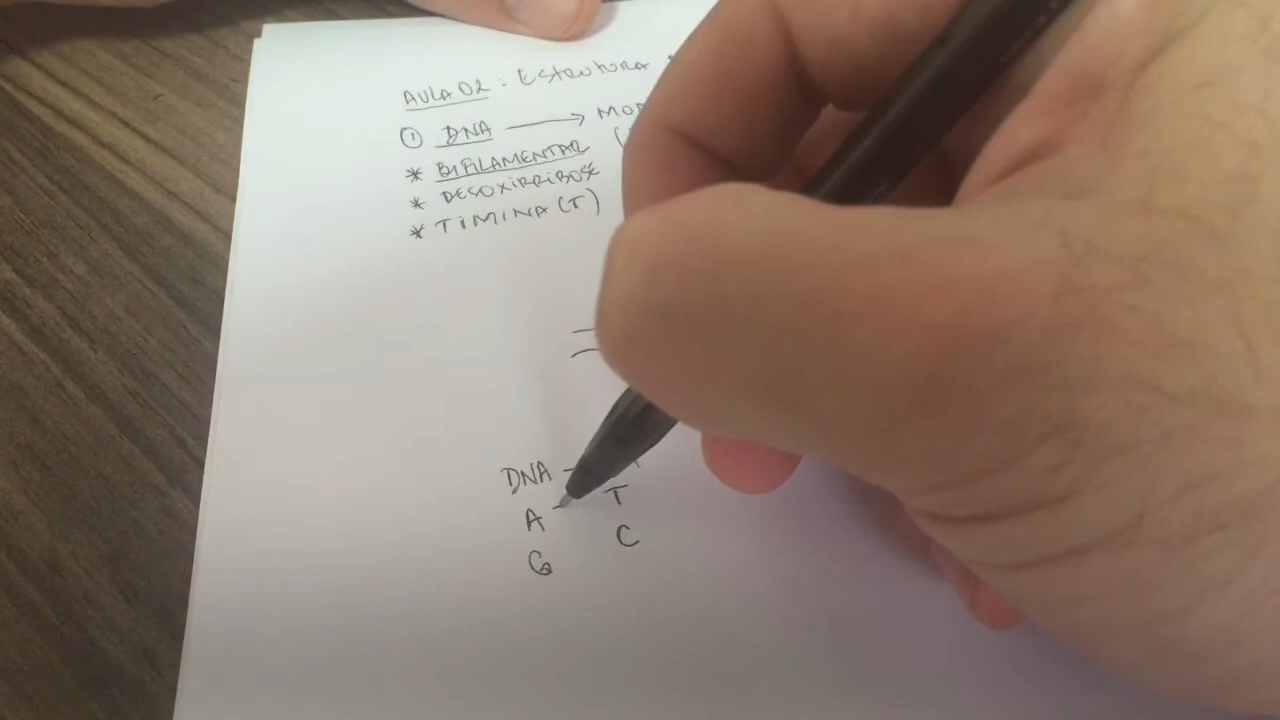 AULA 02 : ESTRUTURA
① DNA → MO
* BIFILAMENTAR (
* DESOXIRRIBOSE
* TIMINA (T)
DNA
A T
G C